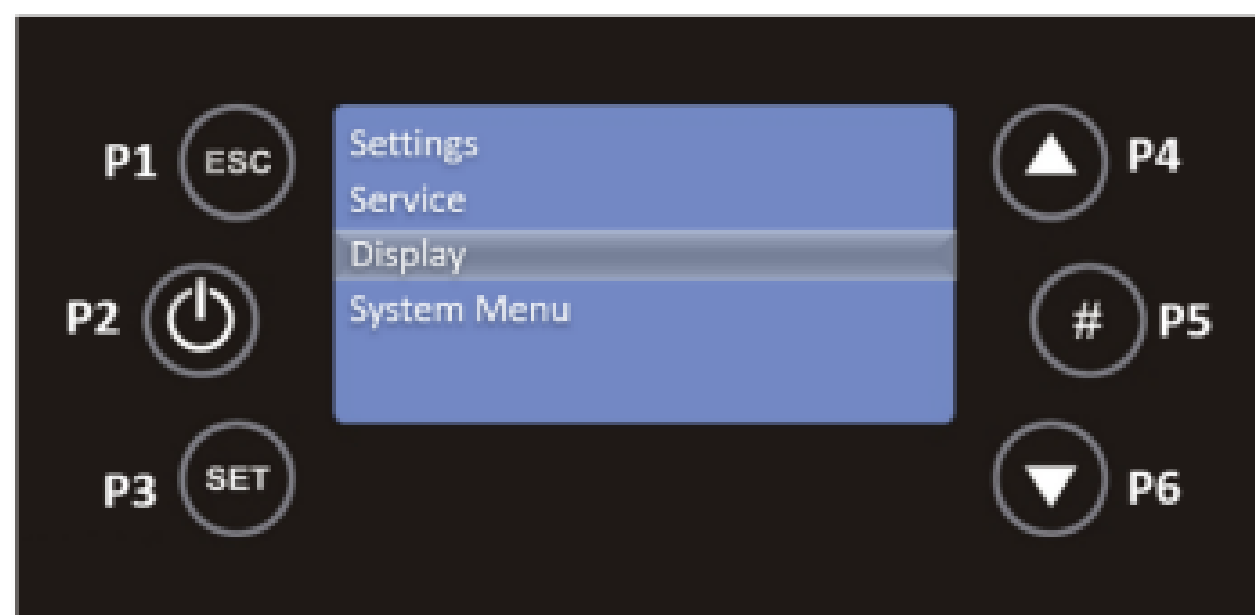 P1 ESC
Settings
Service
Display
System Menu
P4
P2
# P5
P3 SET
P6